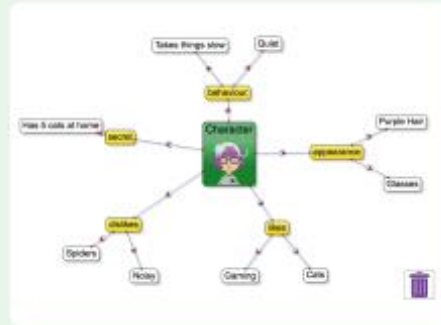 Takes things slow
Quiet
behaviour
Has 5 cats at home
secret
Character
Purple Hair
appearance
Glasses
dislikes
likes
Spiders
Noisy
Gaming
Cats